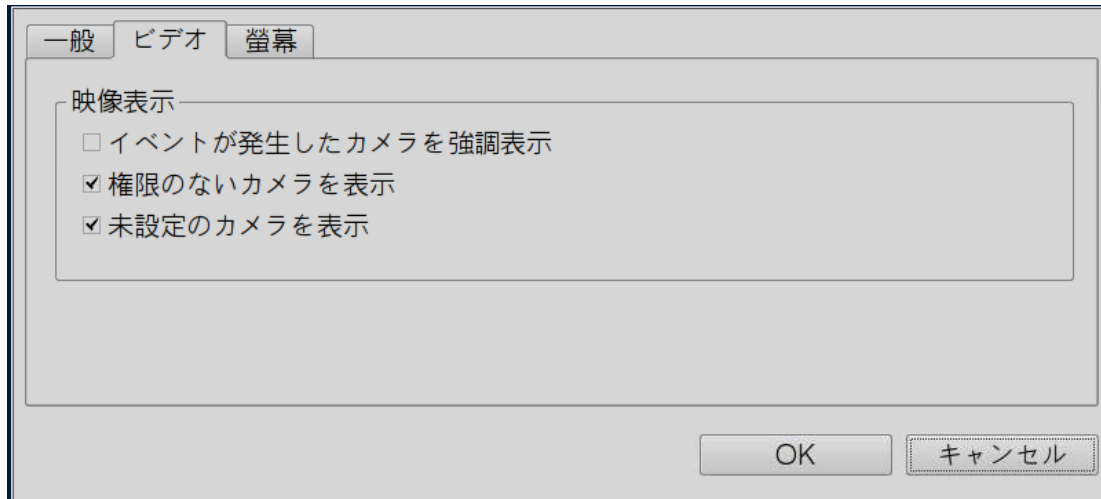 一般 ビデオ 螢幕
映像表示
イベントが発生したカメラを強調表示
権限のないカメラを表示
未設定のカメラを表示
OK キャンセル